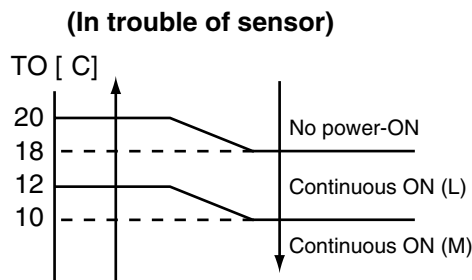 (In trouble of sensor)
TO [ C]
20
No power-ON
18
Continuous ON (L)
12
10
Continuous ON (M)